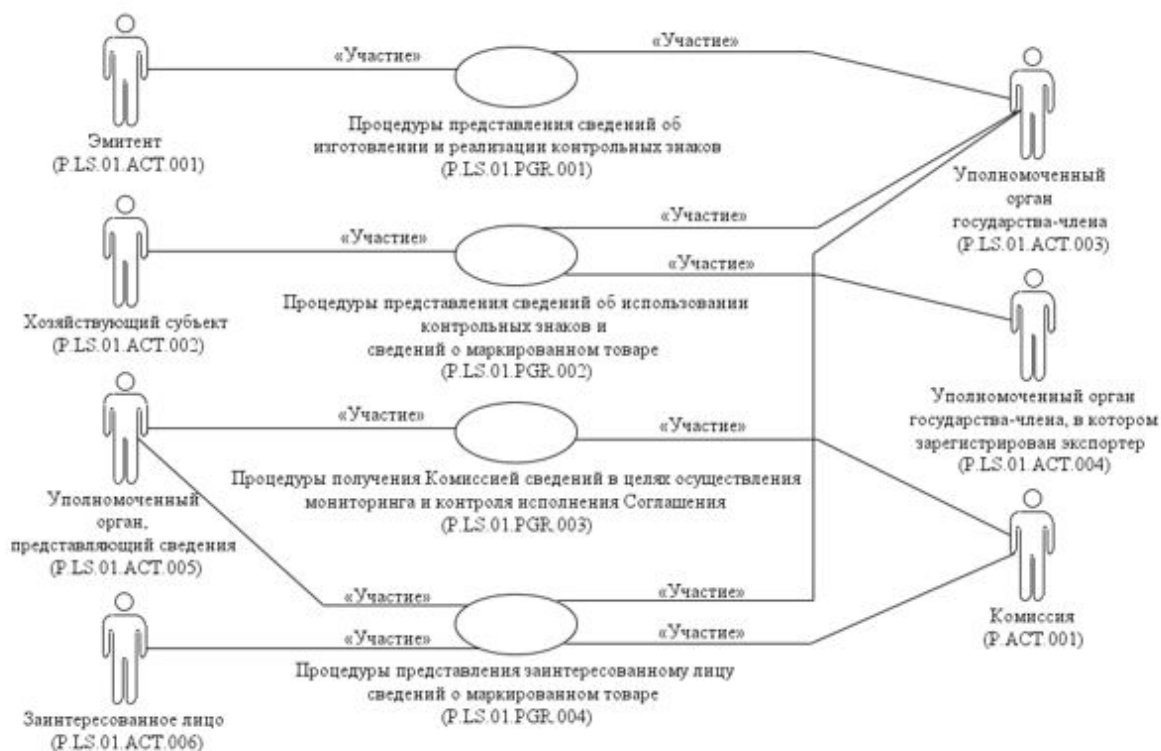 «Участие»
«Участие»
Эмитент
(P.LS.01.ACT.001)
Процедуры представления сведений об
изготовлении и реализации контрольных знаков
(P.LS.01.PGR.001)
Уполномоченный
орган
государства-члена
(P.LS.01.ACT.003)
«Участие»
«Участие»
«Участие»
Хозяйствующий субъект
(P.LS.01.ACT.002)
Процедуры представления сведений об использовании
контрольных знаков и
сведений о маркированном товаре
(P.LS.01.PGR.002)
Уполномоченный орган
государства-члена, в котором
зарегистрирован экспортер
(P.LS.01.ACT.004)
«Участие»
«Участие»
Уполномоченный
орган,
представляющий сведения
(P.LS.01.ACT.005)
Процедуры получения Комиссией сведений в целях осуществления
мониторинга и контроля исполнения Соглашения
(P.LS.01.PGR.003)
«Участие»
«Участие»
«Участие»
«Участие»
Комиссия
(P.ACT.001)
Процедуры представления заинтересованному лицу
сведений о маркированном товаре
(P.LS.01.PGR.004)
Заинтересованное лицо
(P.LS.01.ACT.006)